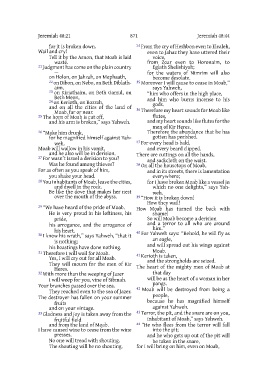 Jeremiah 48:21
871
Jeremiah 48:44
for it is broken down.
Wail and cry!
Tell it by the Arnon, that Moab is laid
waste.
21 Judgment has come on the plain country
—
on Holon, on Jahzah, on Mephaath,
22 on Dibon, on Nebo, on Beth Diblath-
aim,
23 on Kiriathaim, on Beth Gamul, on
Beth Meon,
24 on Kerioth, on Bozrah,
and on all the cities of the land of
Moab, far or near.
25 The horn of Moab is cut off,
and his arm is broken,” says Yahweh.
26 “Make him drunk,
for he magnified himself against Yah-
weh.
Moab will wallow in his vomit,
and he also will be in derision.
27 For wasn’t Israel a derision to you?
Was he found among thieves?
For as often as you speak of him,
you shake your head.
28 You inhabitants of Moab, leave the cities,
and dwell in the rock.
Be like the dove that makes her nest
over the mouth of the abyss.
29 “We have heard of the pride of Moab.
He is very proud in his loftiness, his
pride,
his arrogance, and the arrogance of
his heart.
30 I know his wrath,” says Yahweh, “that it
is nothing;
his boastings have done nothing.
31 Therefore I will wail for Moab.
Yes, I will cry out for all Moab.
They will mourn for the men of Kir
Heres.
32 With more than the weeping of Jazer
I will weep for you, vine of Sibmah.
Your branches passed over the sea.
They reached even to the sea of Jazer.
The destroyer has fallen on your summer
fruits
and on your vintage.
33 Gladness and joy is taken away from the
fruitful field
and from the land of Moab.
I have caused wine to cease from the wine
presses.
No one will tread with shouting.
The shouting will be no shouting.
34 From the cry of Heshbon even to Elealeh,
even to Jahaz they have uttered their
voice,
from Zoar even to Horonaim, to
Eglath Shelishiyah;
for the waters of Nimrim will also
become desolate.
35 Moreover I will cause to cease in Moab,”
says Yahweh,
“him who offers in the high place,
and him who burns incense to his
gods.
36 Therefore my heart sounds for Moab like
flutes,
and my heart sounds like flutes for the
men of Kir Heres.
Therefore the abundance that he has
gotten has perished.
37 For every head is bald,
and every beard clipped.
There are cuttings on all the hands,
and sackcloth on the waist.
38 On all the housetops of Moab,
and in its streets, there is lamentation
everywhere;
for I have broken Moab like a vessel in
which no one delights,” says Yah-
weh.
39 “How it is broken down!
How they wail!
How Moab has turned the back with
shame!
So will Moab become a derision
and a terror to all who are around
him.”
40 For Yahweh says: “Behold, he will fly as
an eagle,
and will spread out his wings against
Moab.
41 Kerioth is taken,
and the strongholds are seized.
The heart of the mighty men of Moab at
that day
will be as the heart of a woman in her
pangs.
42 Moab will be destroyed from being a
people,
because he has magnified himself
against Yahweh.
43 Terror, the pit, and the snare are on you,
inhabitant of Moab,” says Yahweh.
44 “He who flees from the terror will fall
into the pit;
and he who gets up out of the pit will
be taken in the snare,
for I will bring on him, even on Moab,